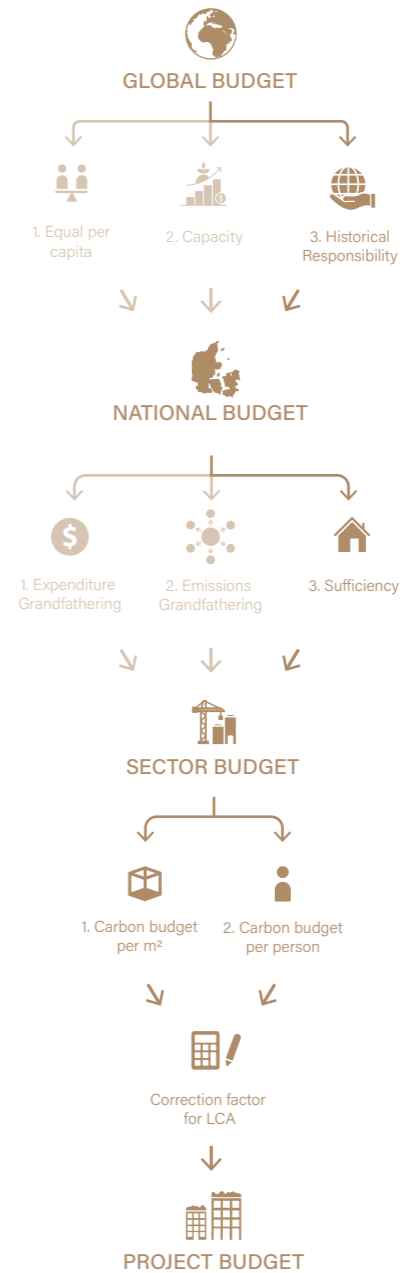 GLOBAL BUDGET
1. Equal per
capita
2. Capacity
3. Historical
Responsibility
NATIONAL BUDGET
$
1. Expenditure
Grandfathering
2. Emissions
Grandfathering
3. Sufficiency
SECTOR BUDGET
1. Carbon budget
per m²
2. Carbon budget
per person
Correction factor
for LCA
PROJECT BUDGET